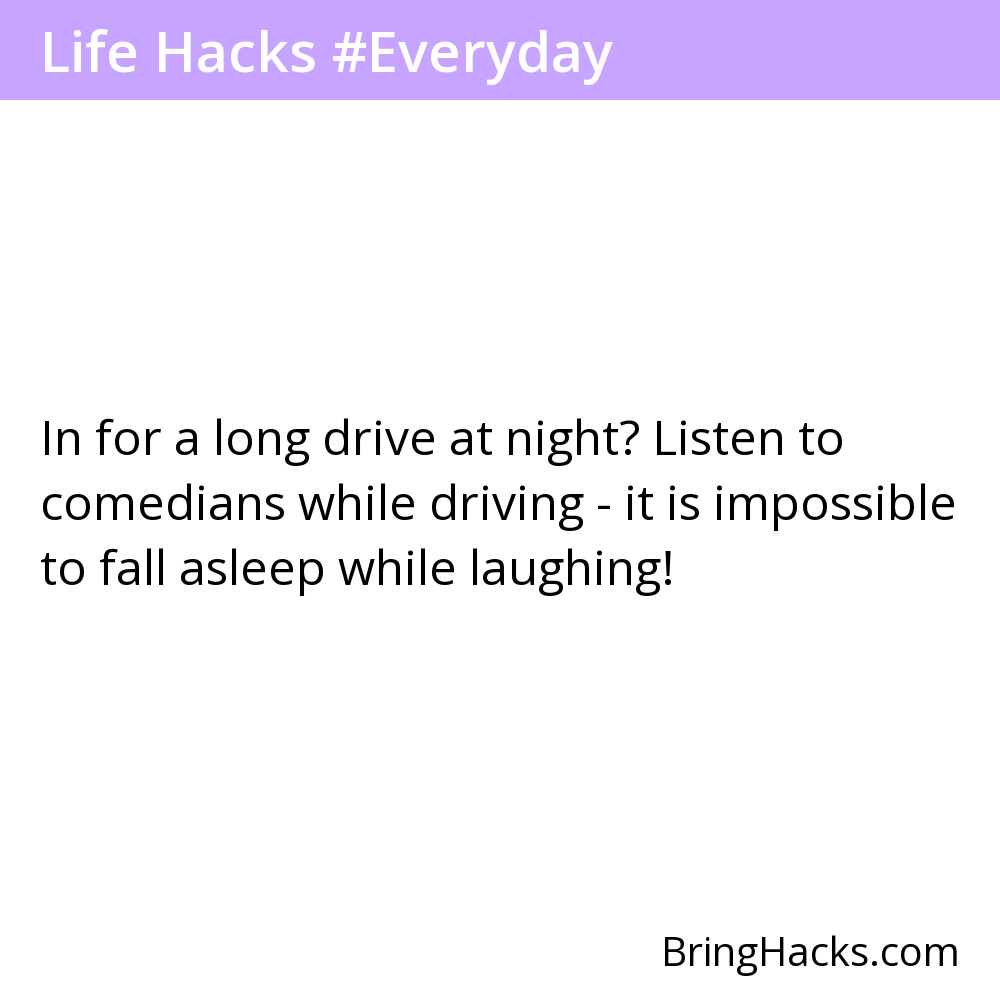 Life Hacks #Everyday
In for a long drive at night? Listen to
comedians while driving - it is impossible
to fall asleep while laughing!
BringHacks.com